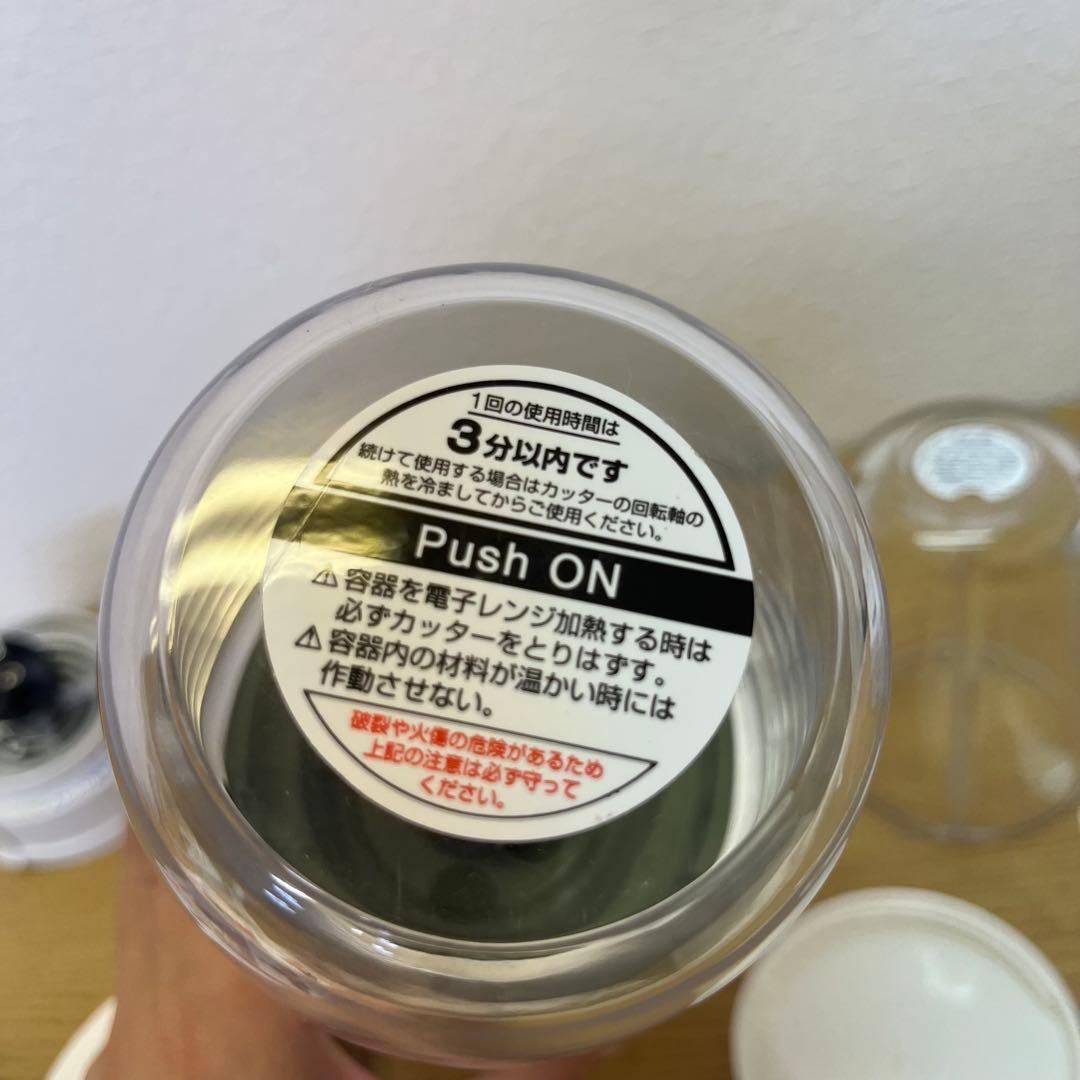 1回の使用時間は
3分以内です
続けて使用する場合はカッターの回転軸の
熱を冷ましてからご使用ください。
Push ON
⚠容器を電子レンジ加熱する時は
必ずカッターをとりはずす。
⚠容器内の材料が温かい時には
作動させない。
破裂や火傷の危険があるため
上記の注意は必ず守って
ください。